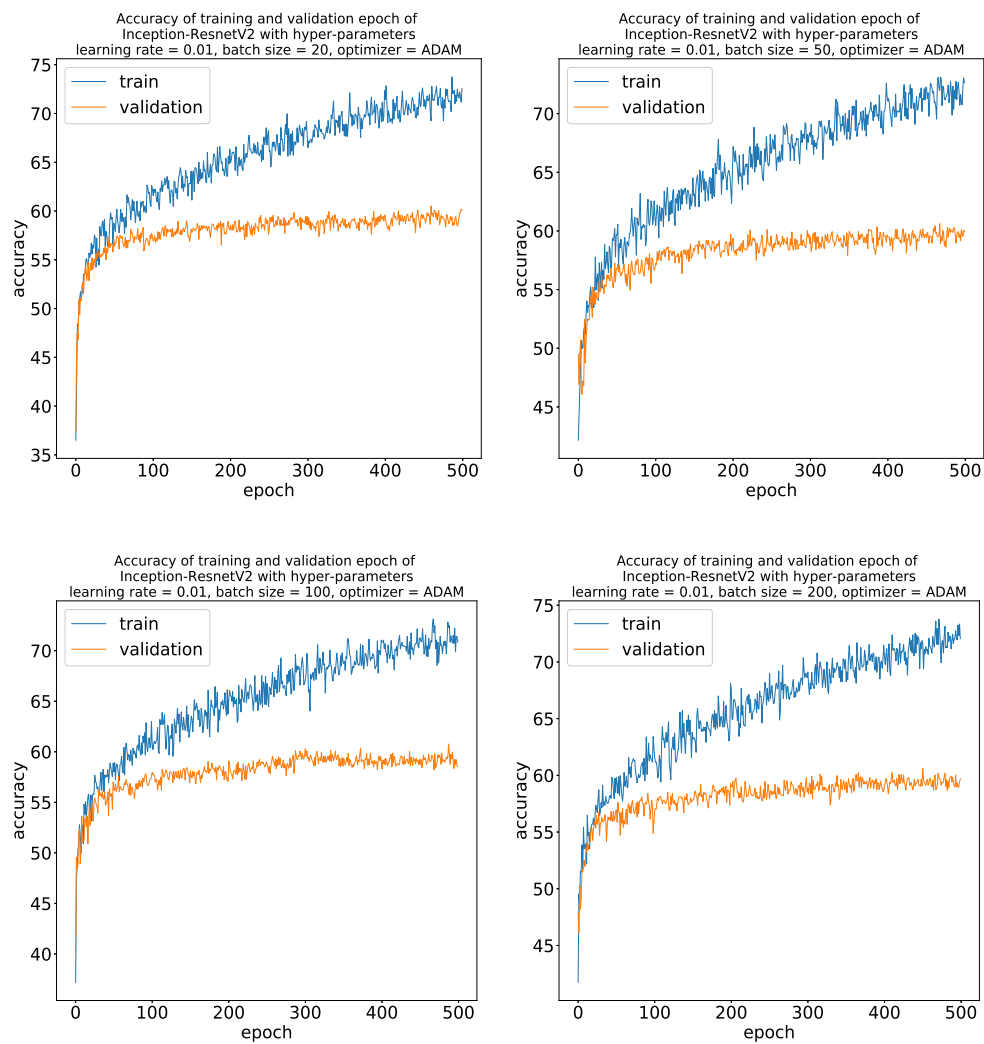 Accuracy of training and validation epoch of
Inception-ResnetV2 with hyper-parameters
learning rate = 0.01, batch size = 20, optimizer = ADAM
train
validation
accuracy
75
70
65
60
55
50
45
40
35
0 100 200 300 400 500
epoch
Accuracy of training and validation epoch of
Inception-ResnetV2 with hyper-parameters
learning rate = 0.01, batch size = 50, optimizer = ADAM
train
validation
accuracy
70
65
60
55
50
45
0 100 200 300 400 500
epoch
Accuracy of training and validation epoch of
Inception-ResnetV2 with hyper-parameters
learning rate = 0.01, batch size = 100, optimizer = ADAM
train
validation
accuracy
70
65
60
55
50
45
40
0 100 200 300 400 500
epoch
Accuracy of training and validation epoch of
Inception-ResnetV2 with hyper-parameters
learning rate = 0.01, batch size = 200, optimizer = ADAM
train
validation
accuracy
75
70
65
60
55
50
45
0 100 200 300 400 500
epoch